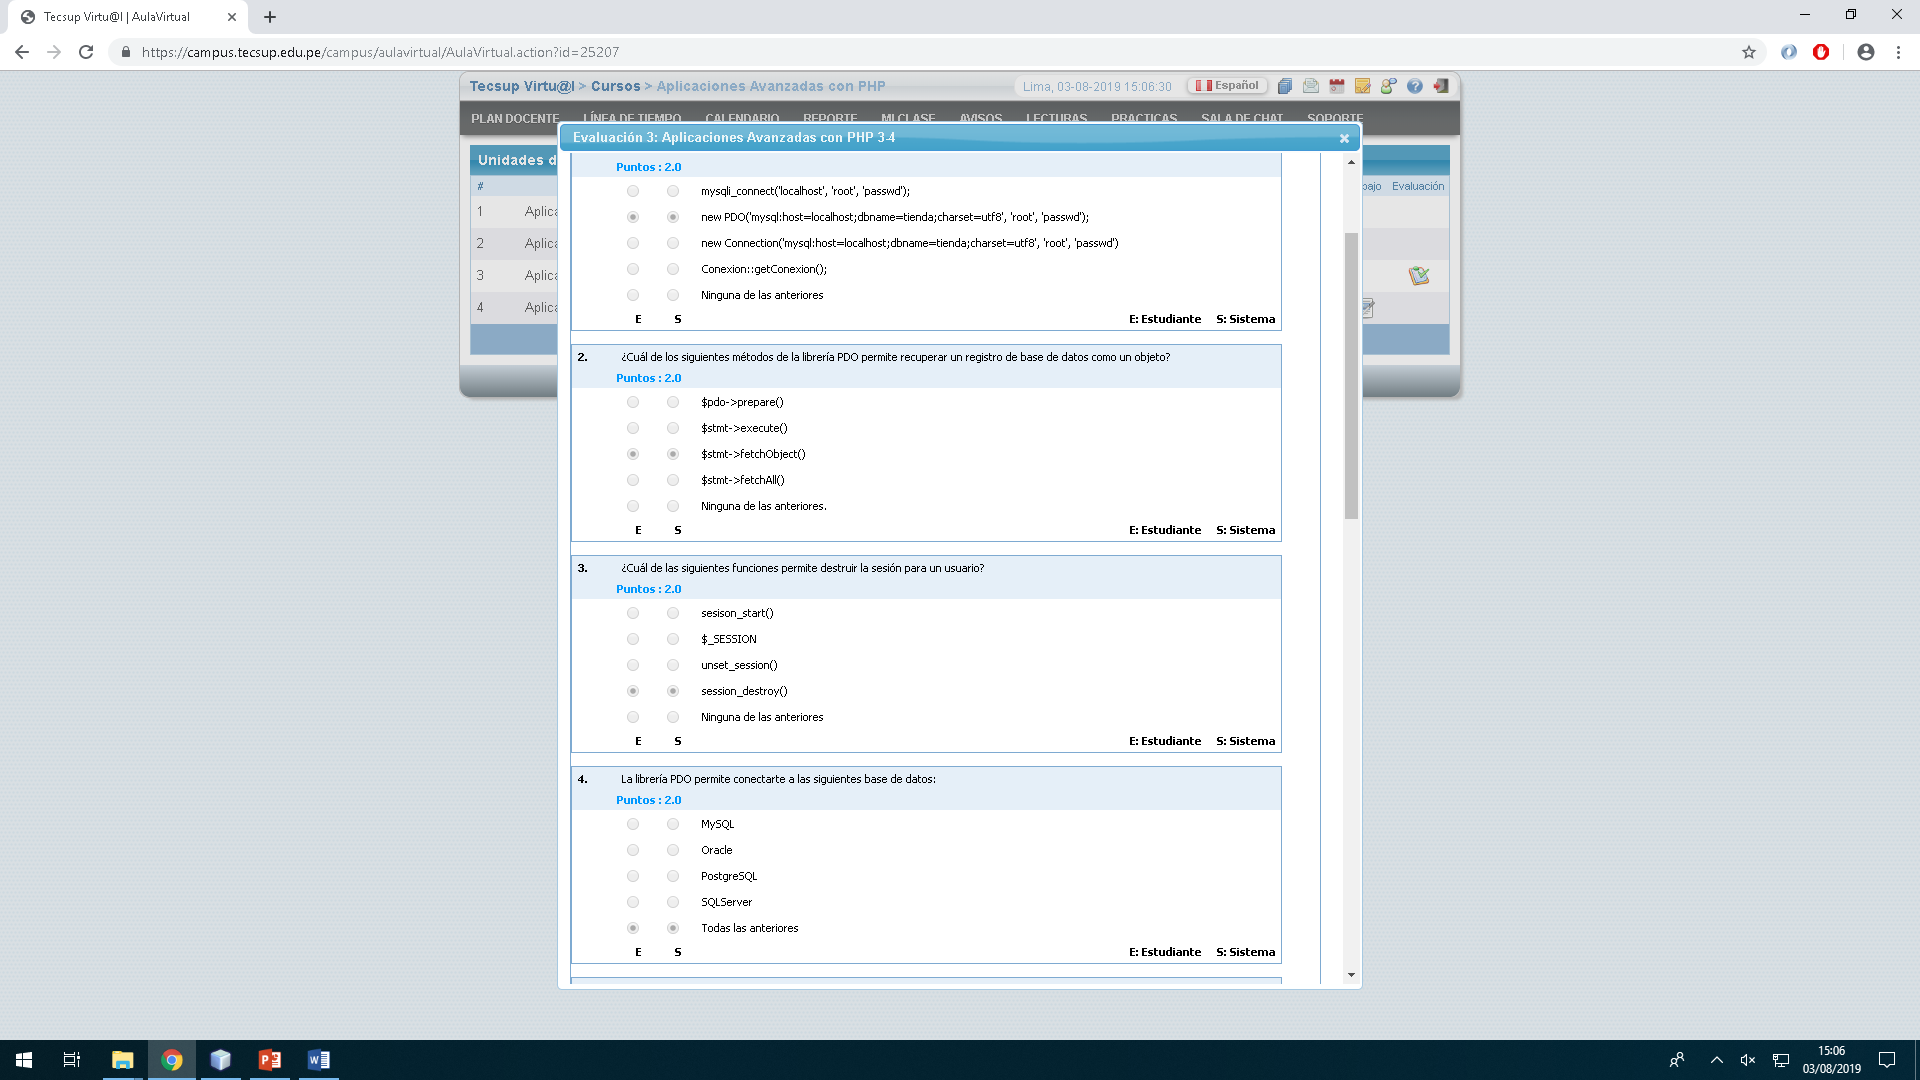 Tecsup Virtu@l | AulaVirtual
https://campus.tecsup.edu.pe/campus/aulavirtual/AulaVirtual.action?id=25207
Tecsup Virtu@l > Cursos > Aplicaciones Avanzadas con PHP
Lima, 03-08-2019 15:06:30
Español
PLAN DOCENTE LÍNEA DE TIEMPO CALENDARIO REPORTE MI CLASE AVISOS LECTURAS PRACTICAS SALA DE CHAT SOPORTE
Evaluación 3: Aplicaciones Avanzadas con PHP 3-4
Unidades d
# bajo Evaluación
1 Aplica
2 Aplica
3 Aplica
4 Aplica
Puntos : 2.0
mysqli_connect('localhost', 'root', 'passwd');
new PDO('mysql:host=localhost;dbname=tienda;charset=utf8', 'root', 'passwd');
new Connection('mysql:host=localhost;dbname=tienda;charset=utf8', 'root', 'passwd')
Conexion::getConexion();
Ninguna de las anteriores
E S E: Estudiante S: Sistema
2. ¿Cuál de los siguientes métodos de la librería PDO permite recuperar un registro de base de datos como un objeto?
Puntos : 2.0
$pdo->prepare()
$stmt->execute()
$stmt->fetchObject()
$stmt->fetchAll()
Ninguna de las anteriores.
E S E: Estudiante S: Sistema
3. ¿Cuál de las siguientes funciones permite destruir la sesión para un usuario?
Puntos : 2.0
sesison_start()
$_SESSION
unset_session()
session_destroy()
Ninguna de las anteriores
E S E: Estudiante S: Sistema
4. La librería PDO permite conectarte a las siguientes base de datos:
Puntos : 2.0
MySQL
Oracle
PostgreSQL
SQLServer
Todas las anteriores
E S E: Estudiante S: Sistema
15:06
03/08/2019